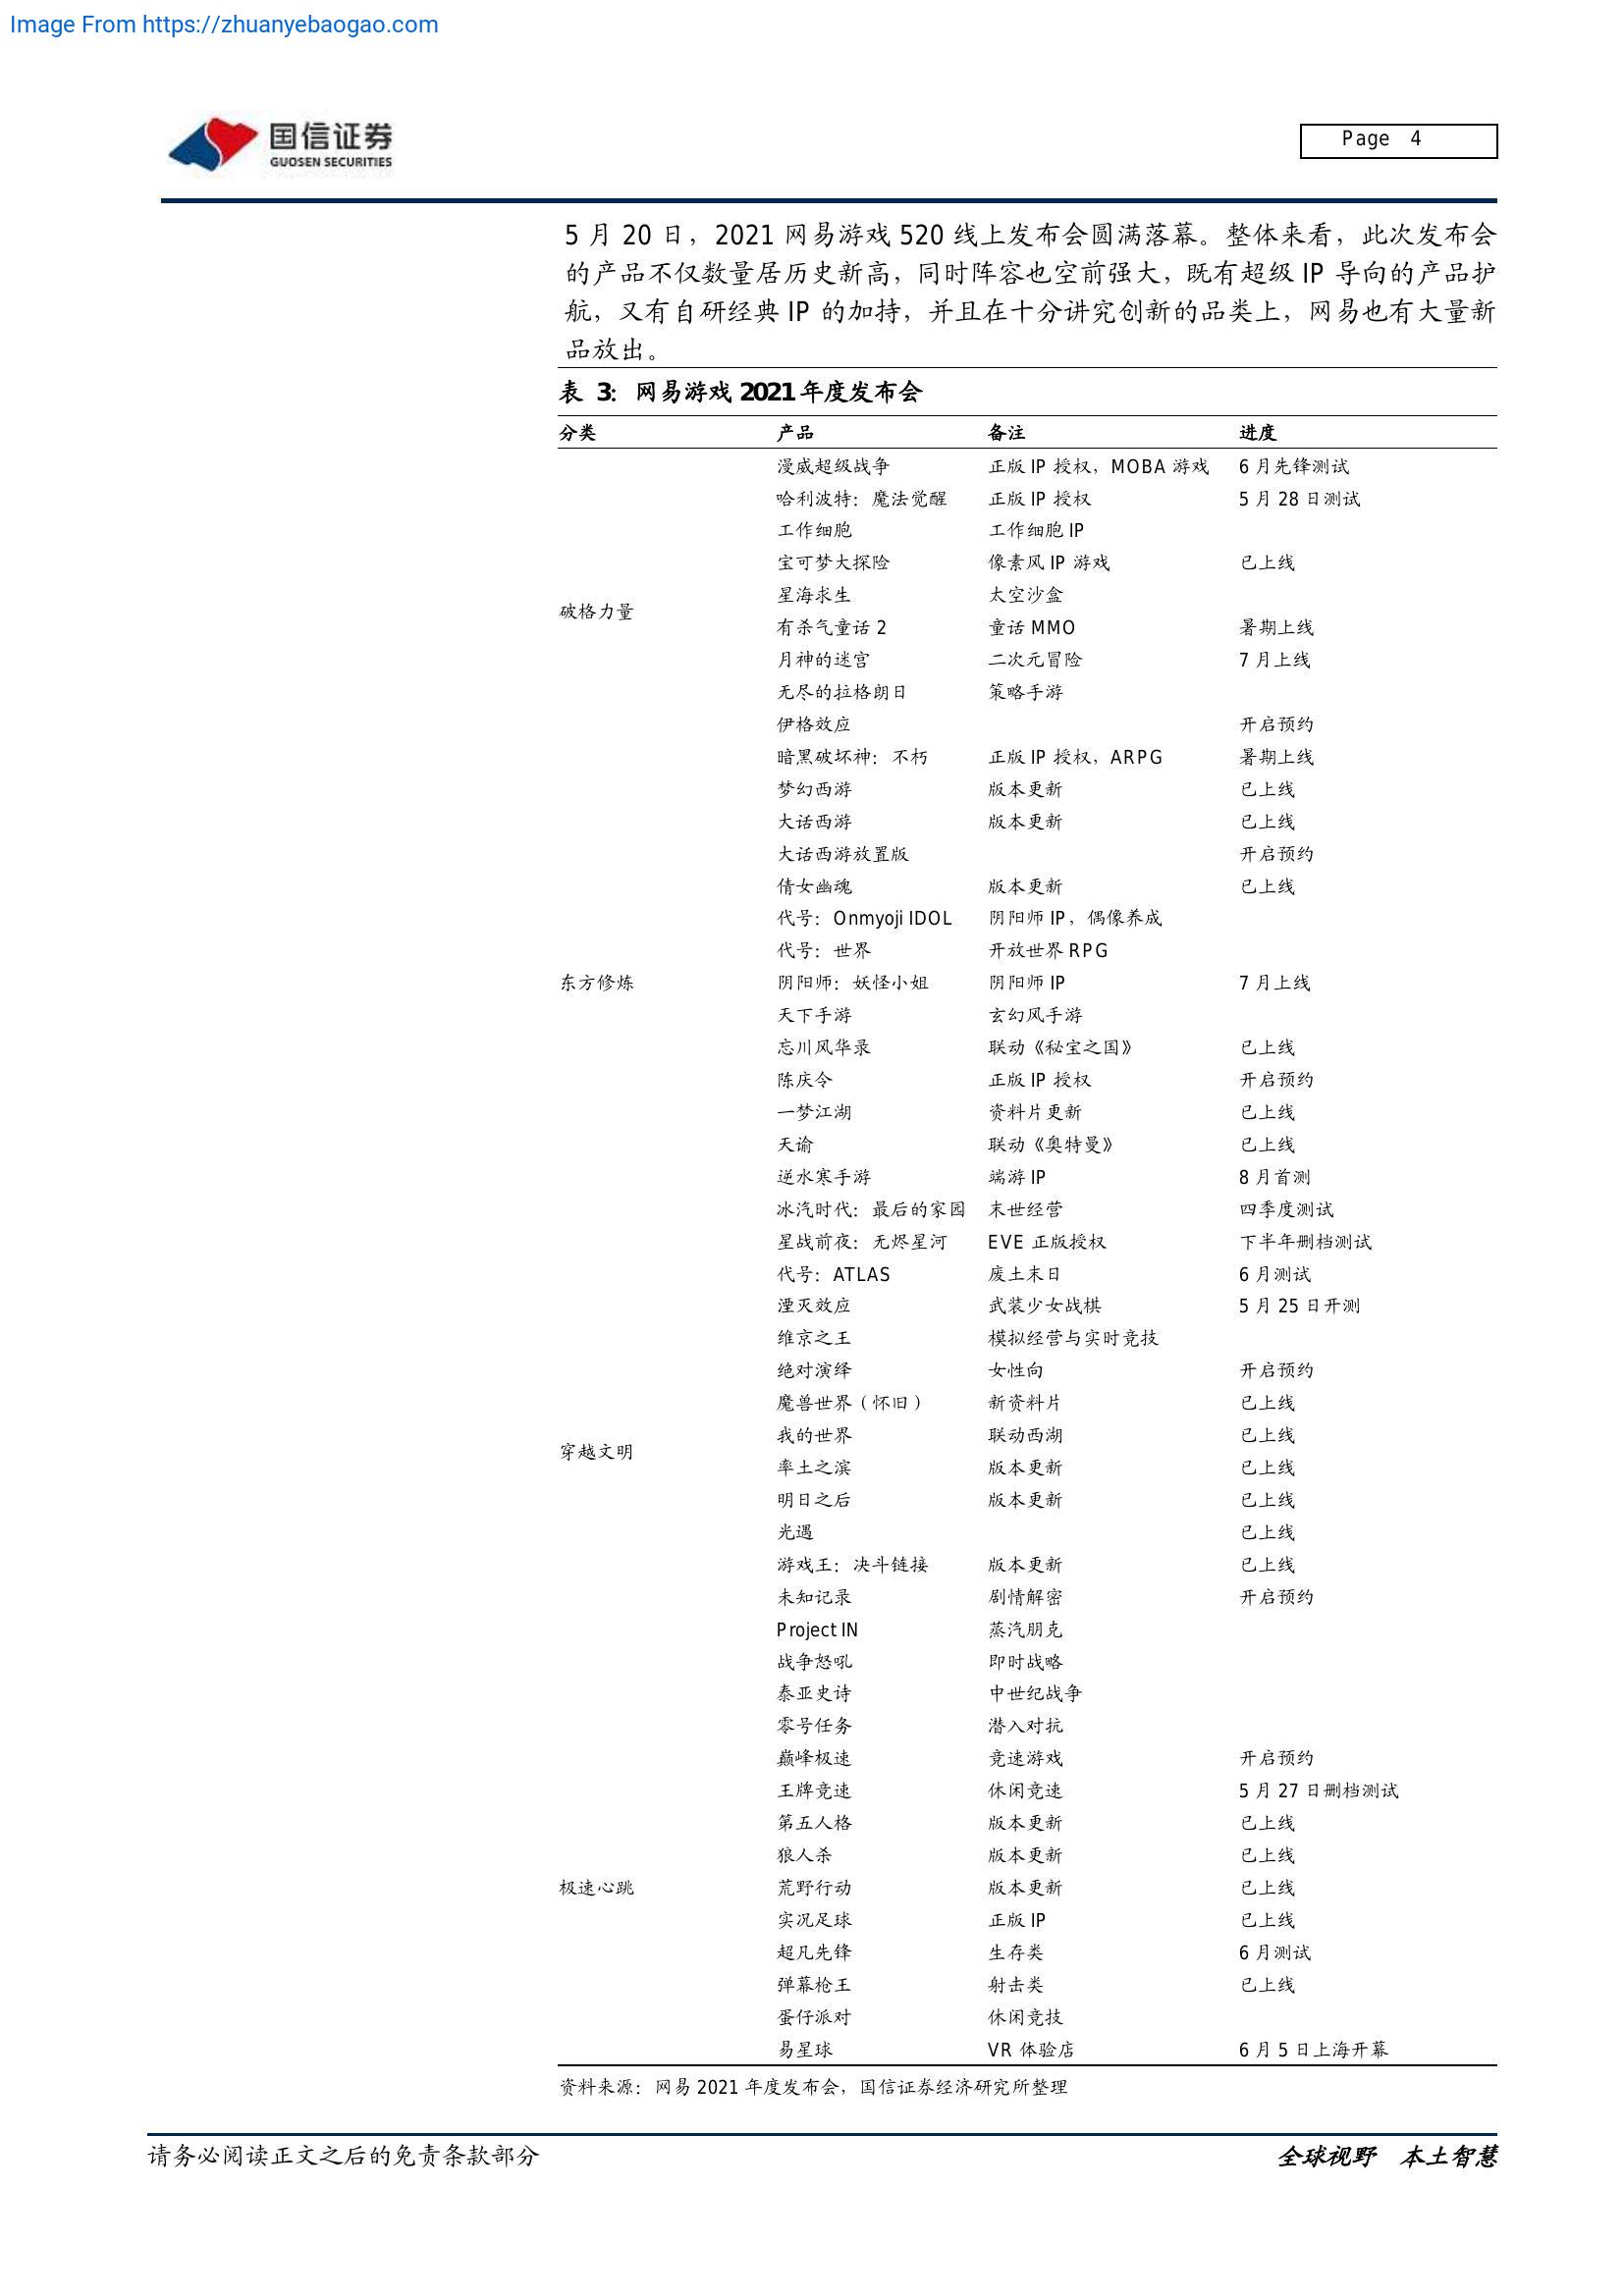 Image From https://zhuanyebaogao.com
国信证券
GUOSEN SECURITIES
Page 4
5 月 20 日，2021 网易游戏 520 线上发布会圆满落幕。整体来看，此次发布会
的产品不仅数量居历史新高，同时阵容也空前强大，既有超级 IP 导向的产品护
航，又有自研经典 IP 的加持，并且在十分讲究创新的品类上，网易也有大量新
品放出。
表 3: 网易游戏 2021 年度发布会
分类 产品 备注 进度
漫威超级战争 正版 IP 授权，MOBA 游戏 6 月先锋测试
哈利波特：魔法觉醒 正版 IP 授权 5 月 28 日测试
工作细胞 工作细胞 IP
宝可梦大探险 像素风 IP 游戏 已上线
星海求生 太空沙盒
破格力量
有杀气童话 2 童话 MMO 暑期上线
月神的迷宫 二次元冒险 7 月上线
无尽的拉格朗日 策略手游
伊格效应 开启预约
暗黑破坏神：不朽 正版 IP 授权，ARPG 暑期上线
梦幻西游 版本更新 已上线
大话西游 版本更新 已上线
大话西游放置版 开启预约
倩女幽魂 版本更新 已上线
代号：Onmyoji IDOL 阴阳师 IP，偶像养成
代号：世界 开放世界 RPG
东方修炼 阴阳师：妖怪小姐 阴阳师 IP 7 月上线
天下手游 玄幻风手游
忘川风华录 联动《秘宝之国》 已上线
陈庆令 正版 IP 授权 开启预约
一梦江湖 资料片更新 已上线
天谕 联动《奥特曼》 已上线
逆水寒手游 端游 IP 8 月首测
冰汽时代：最后的家园 末世经营 四季度测试
星战前夜：无烬星河 EVE 正版授权 下半年删档测试
代号：ATLAS 废土末日 6 月测试
湮灭效应 武装少女战棋 5 月 25 日开测
维京之王 模拟经营与实时竞技
绝对演绎 女性向 开启预约
魔兽世界（怀旧） 新资料片 已上线
我的世界 联动西湖 已上线
穿越文明
率土之滨 版本更新 已上线
明日之后 版本更新 已上线
光遇 已上线
游戏王：决斗链接 版本更新 已上线
未知记录 剧情解密 开启预约
Project IN 蒸汽朋克
战争怒吼 即时战略
泰亚史诗 中世纪战争
零号任务 潜入对抗
巅峰极速 竞速游戏 开启预约
王牌竞速 休闲竞速 5 月 27 日删档测试
第五人格 版本更新 已上线
狼人杀 版本更新 已上线
极速心跳 荒野行动 版本更新 已上线
实况足球 正版 IP 已上线
超凡先锋 生存类 6 月测试
弹幕枪王 射击类 已上线
蛋仔派对 休闲竞技
易星球 VR 体验店 6 月 5 日上海开幕
资料来源：网易 2021 年度发布会，国信证券经济研究所整理
请务必阅读正文之后的免责条款部分 全球视野 本土智慧